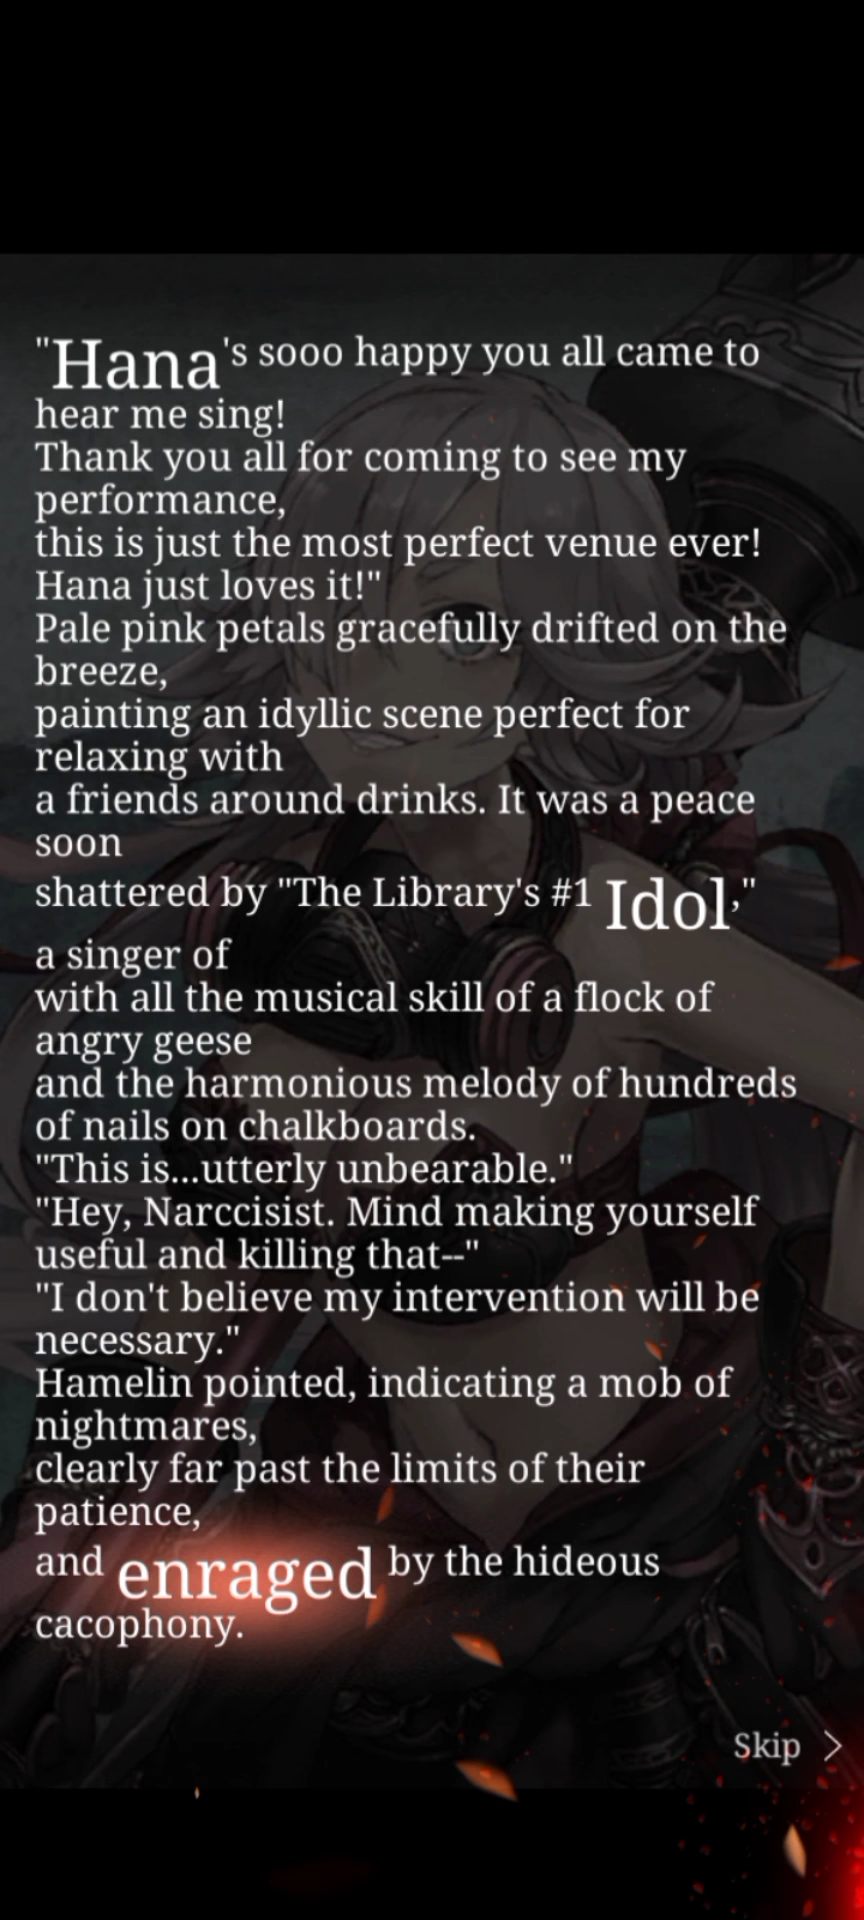 "Hana's sooo happy you all came to
hear me sing!
Thank you all for coming to see my
performance,
this is just the most perfect venue ever!
Hana just loves it!"
Pale pink petals gracefully drifted on the
breeze,
painting an idyllic scene perfect for
relaxing with
a friends around drinks. It was a peace
soon
shattered by "The Library's #1 Idol,"
a singer of
with all the musical skill of a flock of
angry geese
and the harmonious melody of hundreds
of nails on chalkboards.
"This is...utterly unbearable."
"Hey, Narccisist. Mind making yourself
useful and killing that--"
"I don't believe my intervention will be
necessary."
Hamelin pointed, indicating a mob of
nightmares,
clearly far past the limits of their
patience,
and enraged by the hideous
cacophony.
Skip >